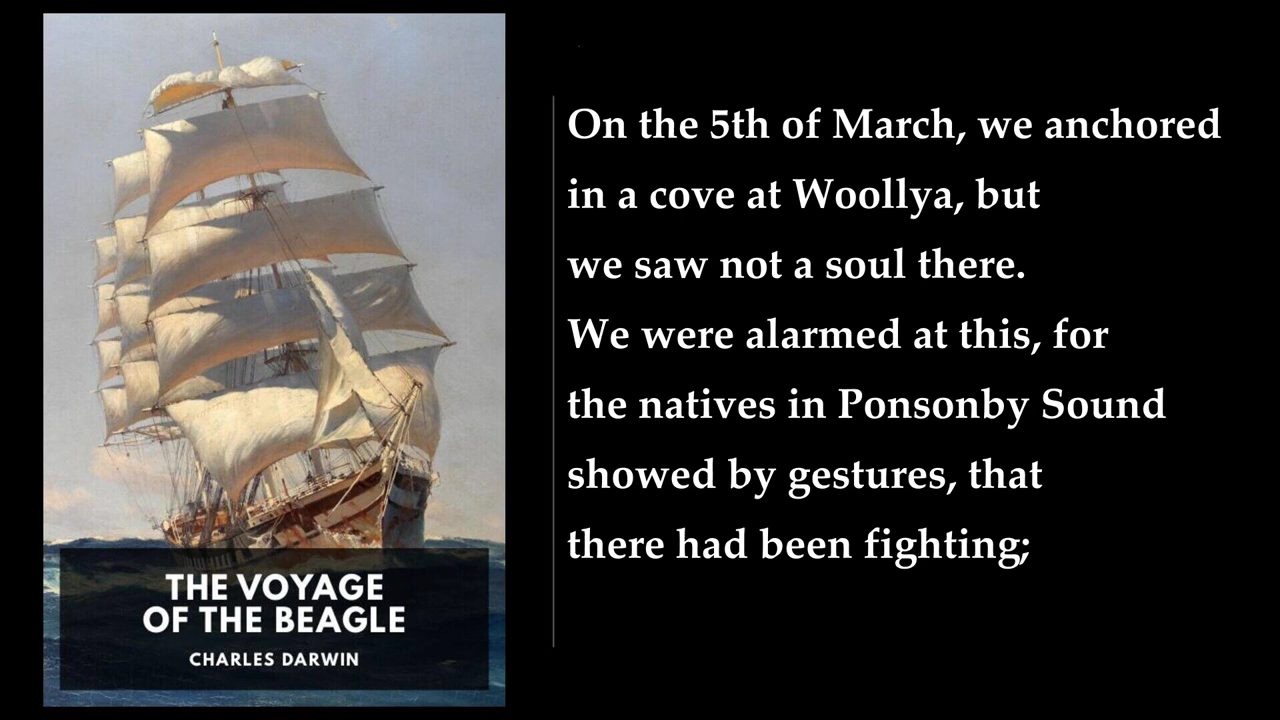 THE VOYAGE
OF THE BEAGLE
CHARLES DARWIN
On the 5th of March, we anchored
in a cove at Woollya, but
we saw not a soul there.
We were alarmed at this, for
the natives in Ponsonby Sound
showed by gestures, that
there had been fighting;